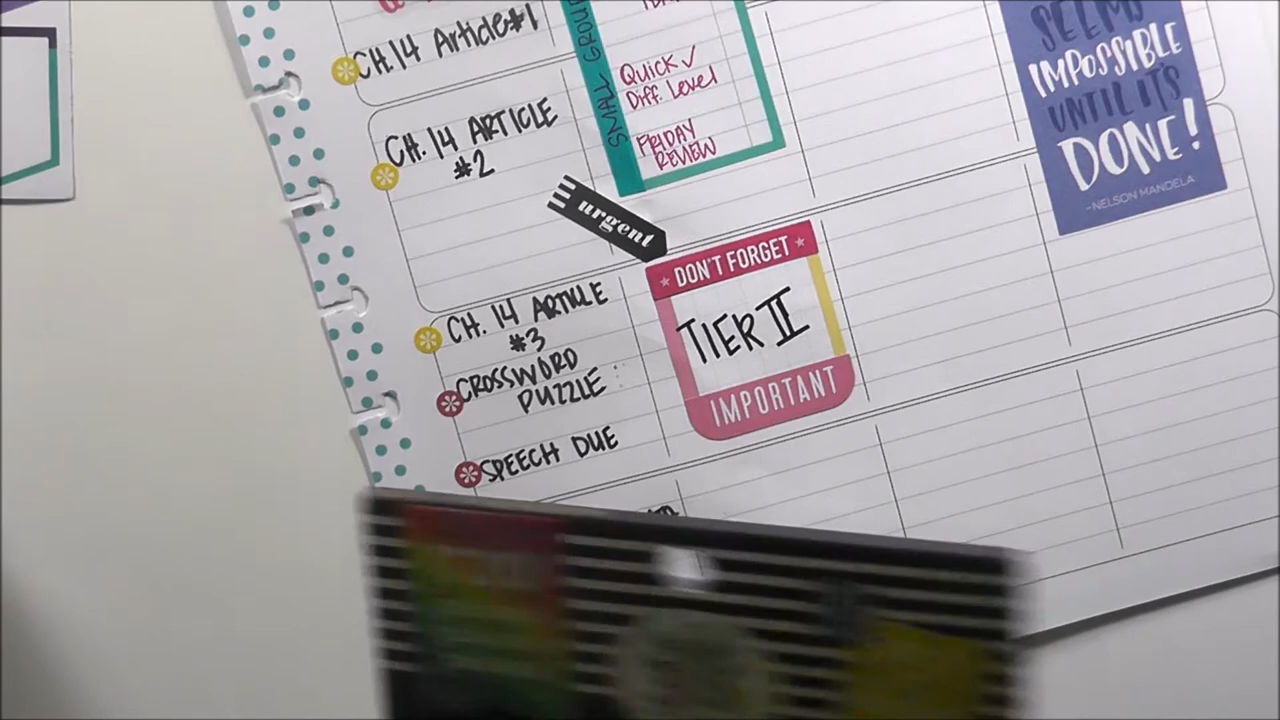 CH.14 Article#1
CH. 14 ARTICLE
#2
CH. 14 ARTICLE
#3
CROSSWORD
PUZZLE
SPEECH DUE
SMALL
Quick ✓
Diff. Level
FRIDAY
REVIEW
urgent
★ DON'T FORGET ★
TIER II
IMPORTANT
SEEMS
IMPOSSIBLE
UNTIL IT'S
DONE!
-NELSON MANDELA